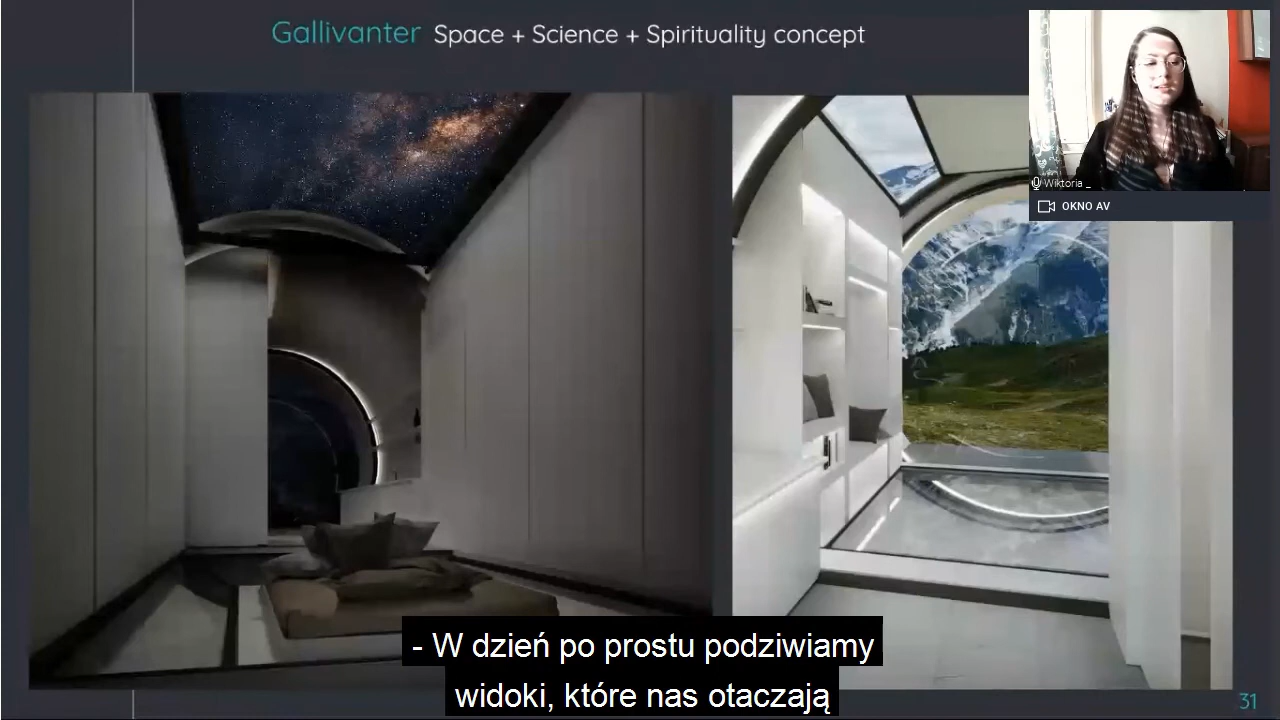 Gallivanter Space + Science + Spirituality concept
Wiktoria _
OKNO AV
- W dzień po prostu podziwiamy
widoki, które nas otaczają
31